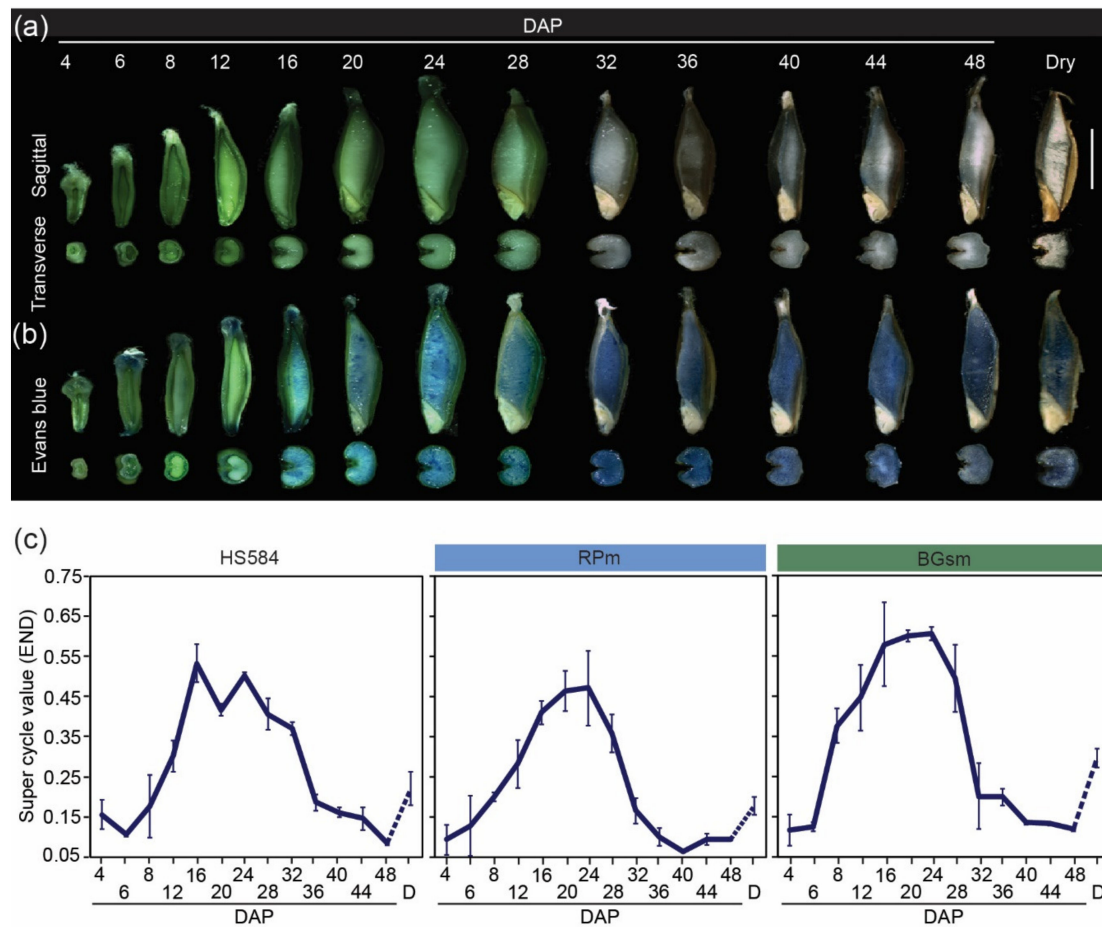 (a)
DAP
4 6 8 12 16 20 24 28 32 36 40 44 48 Dry
Sagittal
Transverse
(b)
Evans blue
(c)
HS584 RPm BGsm
Super cycle value (END)
0.75
0.65
0.55
0.45
0.35
0.25
0.15
0.05
4 8 16 24 32 40 48 4 8 16 24 32 40 48 4 8 16 24 32 40 48
6 12 20 28 36 44 D 6 12 20 28 36 44 D 6 12 20 28 36 44 D
DAP DAP DAP